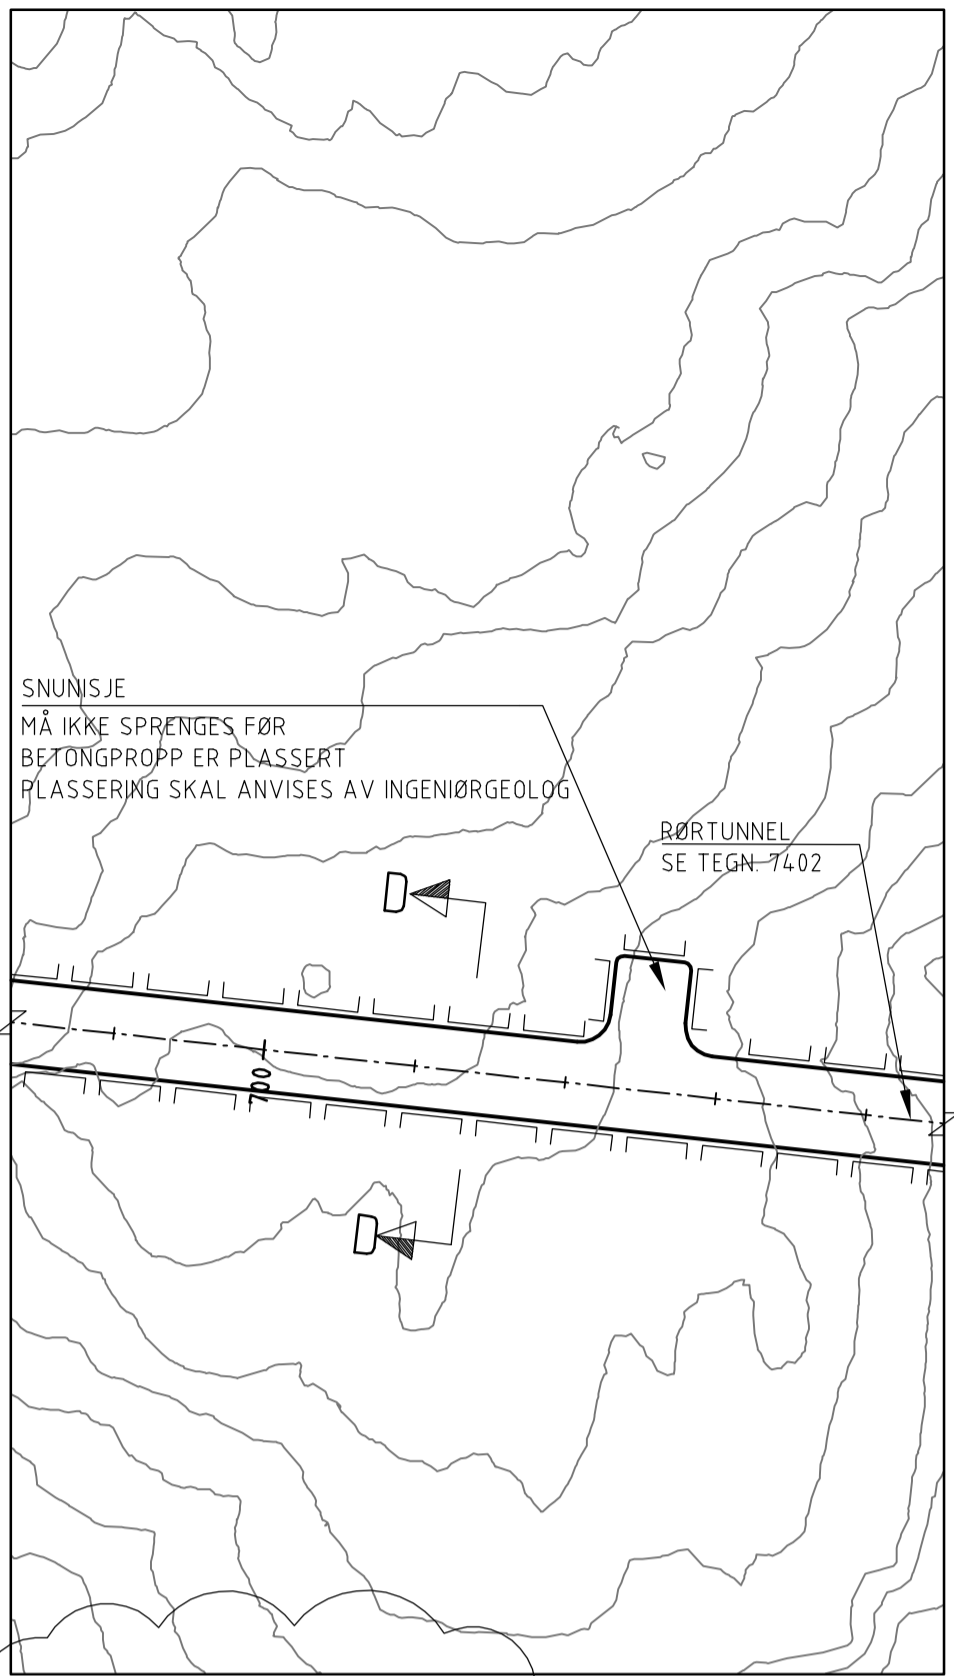 SNUNISJE
MÅ IKKE SPRENGES FØR
BETONGPROPP ER PLASSERT
PLASSERING SKAL ANVISES AV INGENIØRGEOLOG
RØRTUNNEL
SE TEGN. 7402
D
700
D